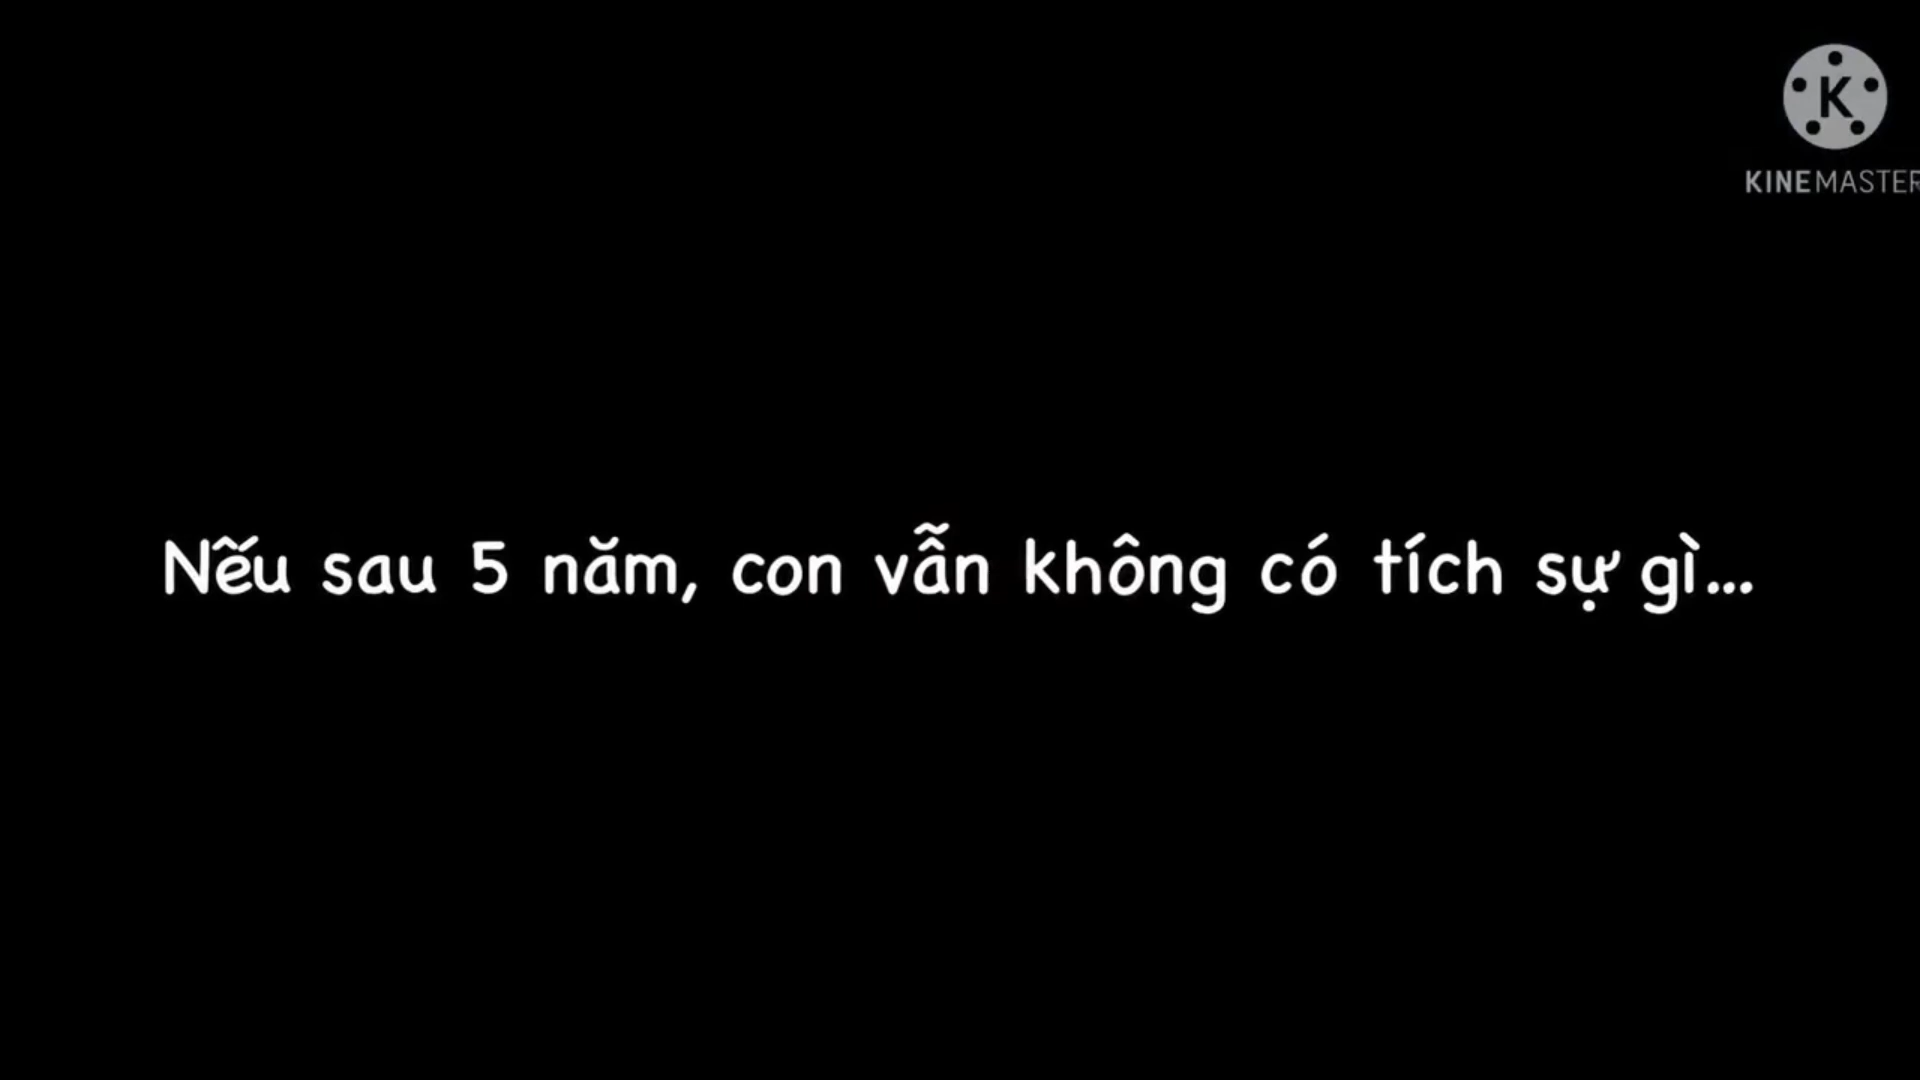 K
KINEMASTER
Nếu sau 5 năm, con vẫn không có tích sự gì...